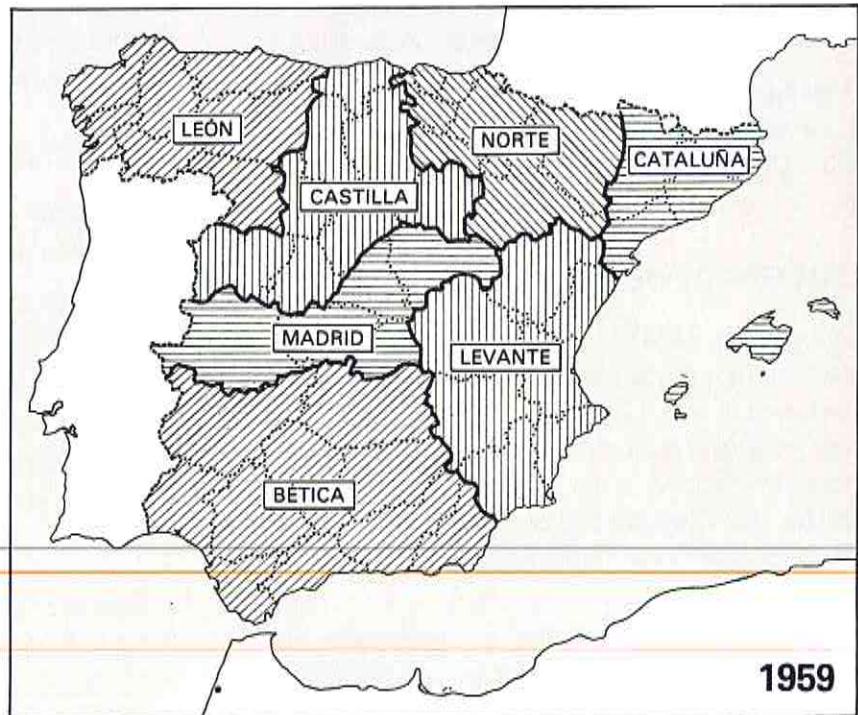 LEÓN
NORTE
CATALUÑA
CASTILLA
MADRID
LEVANTE
BÉTICA
1959